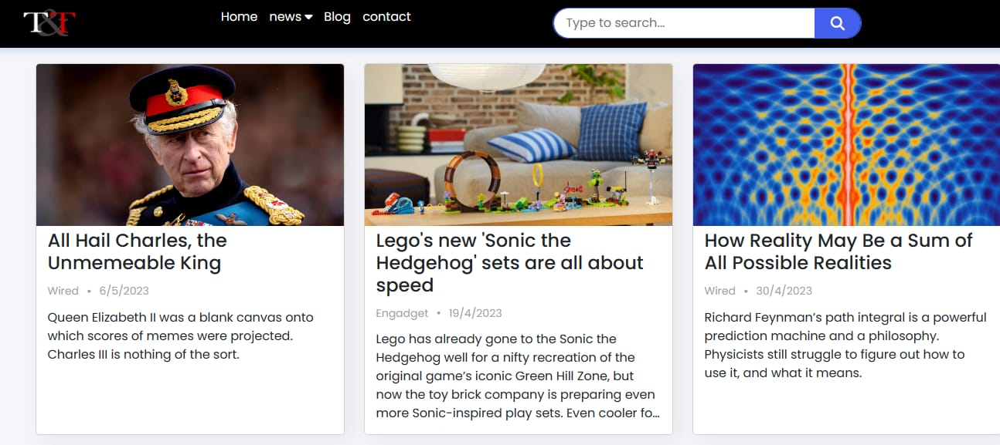 T&T
Home news Blog contact
Type to search...
All Hail Charles, the
Unmemeable King
Wired • 6/5/2023
Queen Elizabeth II was a blank canvas onto
which scores of memes were projected.
Charles III is nothing of the sort.
Lego's new 'Sonic the
Hedgehog' sets are all about
speed
Engadget • 19/4/2023
Lego has already gone to the Sonic the
Hedgehog well for a nifty recreation of the
original game’s iconic Green Hill Zone, but
now the toy brick company is preparing even
more Sonic-inspired play sets. Even cooler fo…
How Reality May Be a Sum of
All Possible Realities
Wired • 30/4/2023
Richard Feynman’s path integral is a powerful
prediction machine and a philosophy.
Physicists still struggle to figure out how to
use it, and what it means.